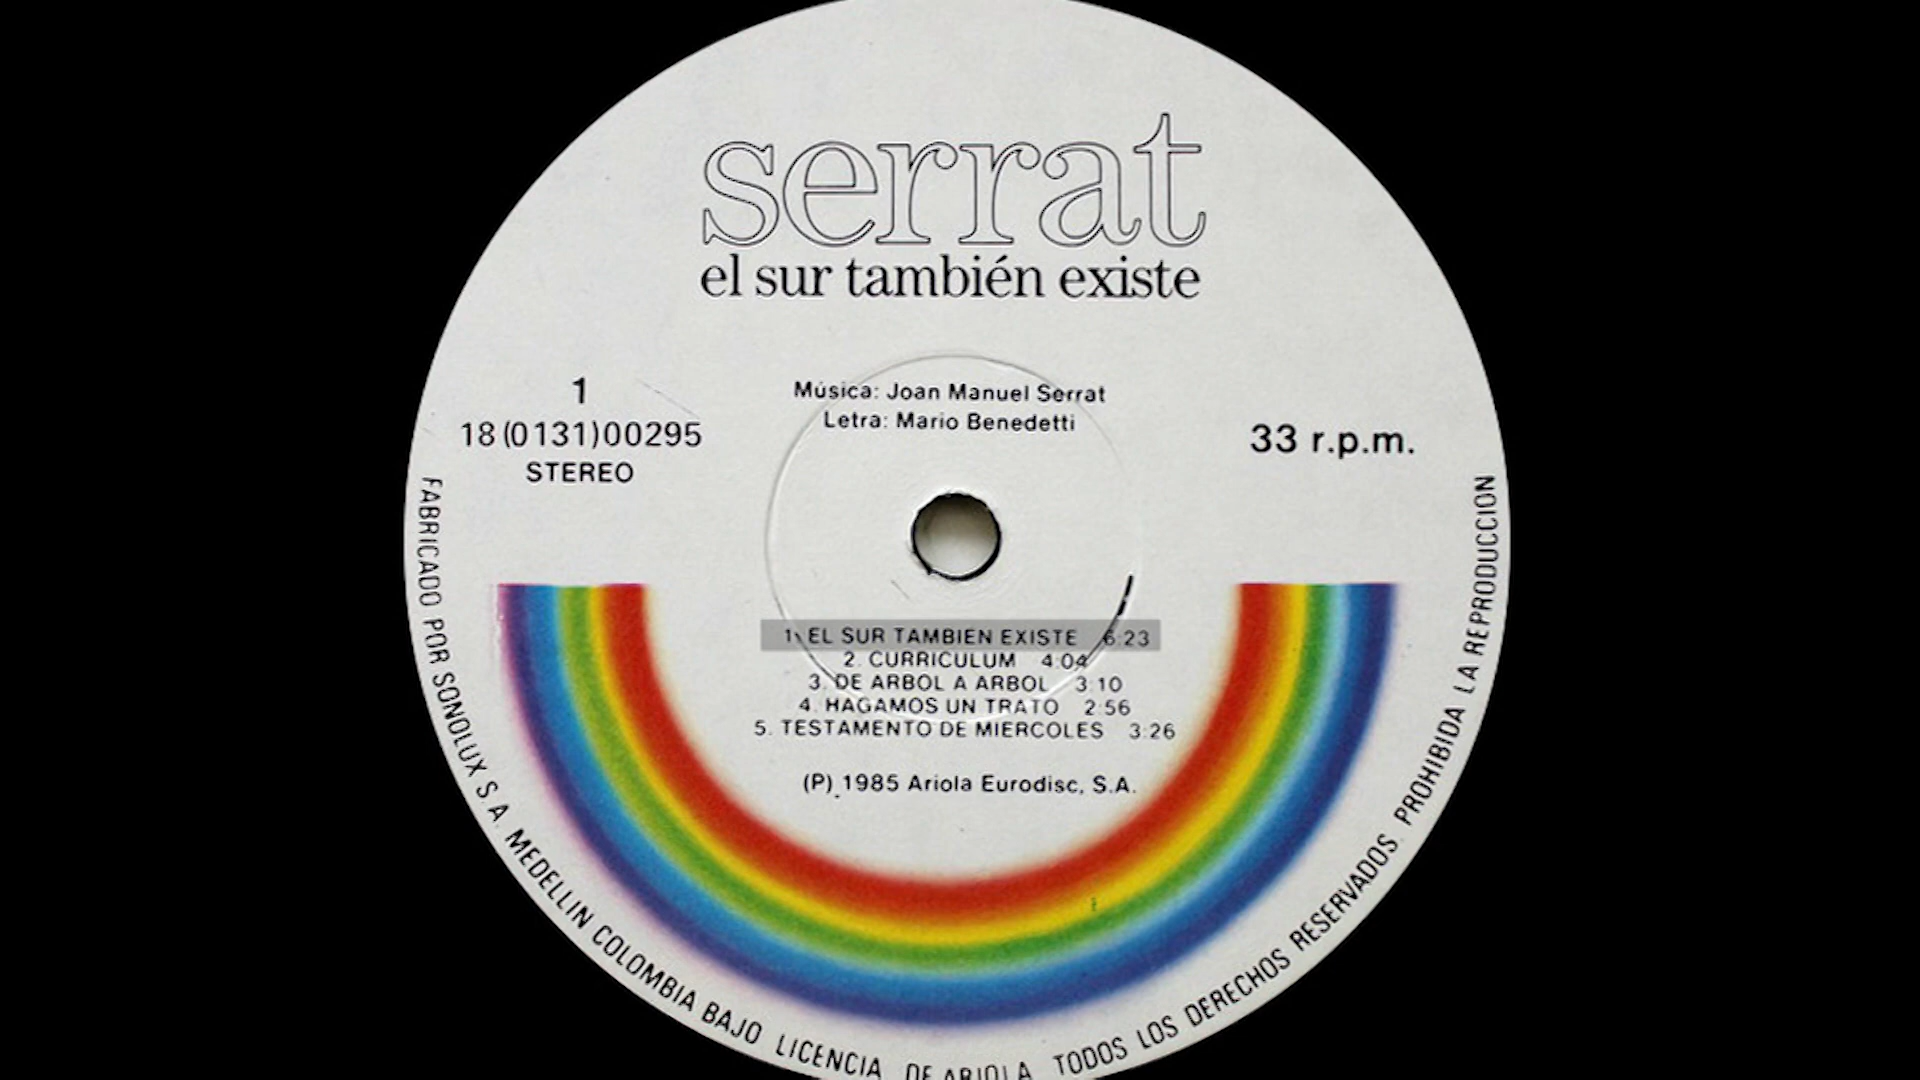 serrat
el sur también existe
Música: Joan Manuel Serrat
Letra: Mario Benedetti
1
18(0131)00295
STEREO
33 r.p.m.
1. EL SUR TAMBIEN EXISTE 6:23
2. CURRICULUM 4:04
3. DE ARBOL A ARBOL 3:10
4. HAGAMOS UN TRATO 2:56
5. TESTAMENTO DE MIERCOLES 3:26
(P) 1985 Ariola Eurodisc, S.A.
FABRICADO POR SONOLUX S.A. MEDELLIN COLOMBIA BAJO LICENCIA DE ARIOLA TODOS LOS DERECHOS RESERVADOS. PROHIBIDA LA REPRODUCCION